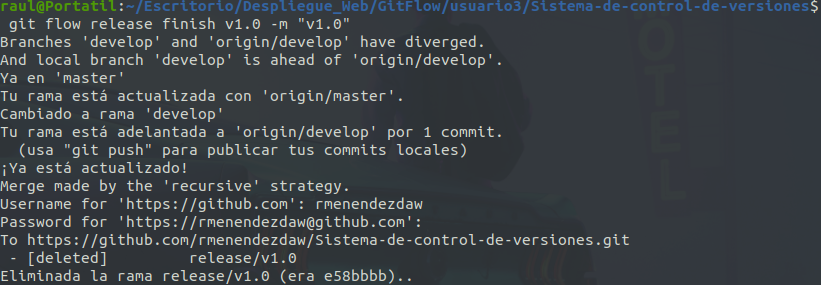 raul@Portatil:~/Escritorio/Despliegue_Web/GitFlow/usuario3/Sistema-de-control-de-versiones$
git flow release finish v1.0 -m "v1.0"
Branches 'develop' and 'origin/develop' have diverged.
And local branch 'develop' is ahead of 'origin/develop'.
Ya en 'master'
Tu rama está actualizada con 'origin/master'.
Cambiado a rama 'develop'
Tu rama está adelantada a 'origin/develop' por 1 commit.
  (usa "git push" para publicar tus commits locales)
¡Ya está actualizado!
Merge made by the 'recursive' strategy.
Username for 'https://github.com': rmenendezdaw
Password for 'https://rmenendezdaw@github.com':
To https://github.com/rmenendezdaw/Sistema-de-control-de-versiones.git
 - [deleted]         release/v1.0
Eliminada la rama release/v1.0 (era e58bbbb)..